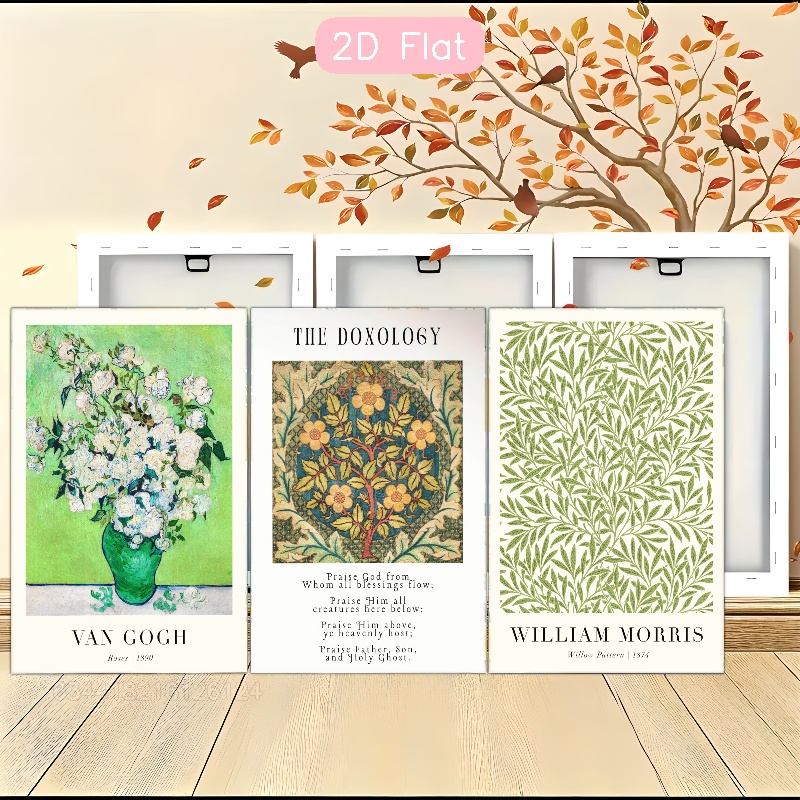 2D Flat
THE DOXOLOGY
Praise God from
Whom all blessings flow;
Praise Him all
creatures here below;
Praise Him above,
ye heavenly host;
Praise Father, Son,
and Holy Ghost.
VAN GOGH
Roses 1890
WILLIAM MORRIS
Willow Pattern | 1874